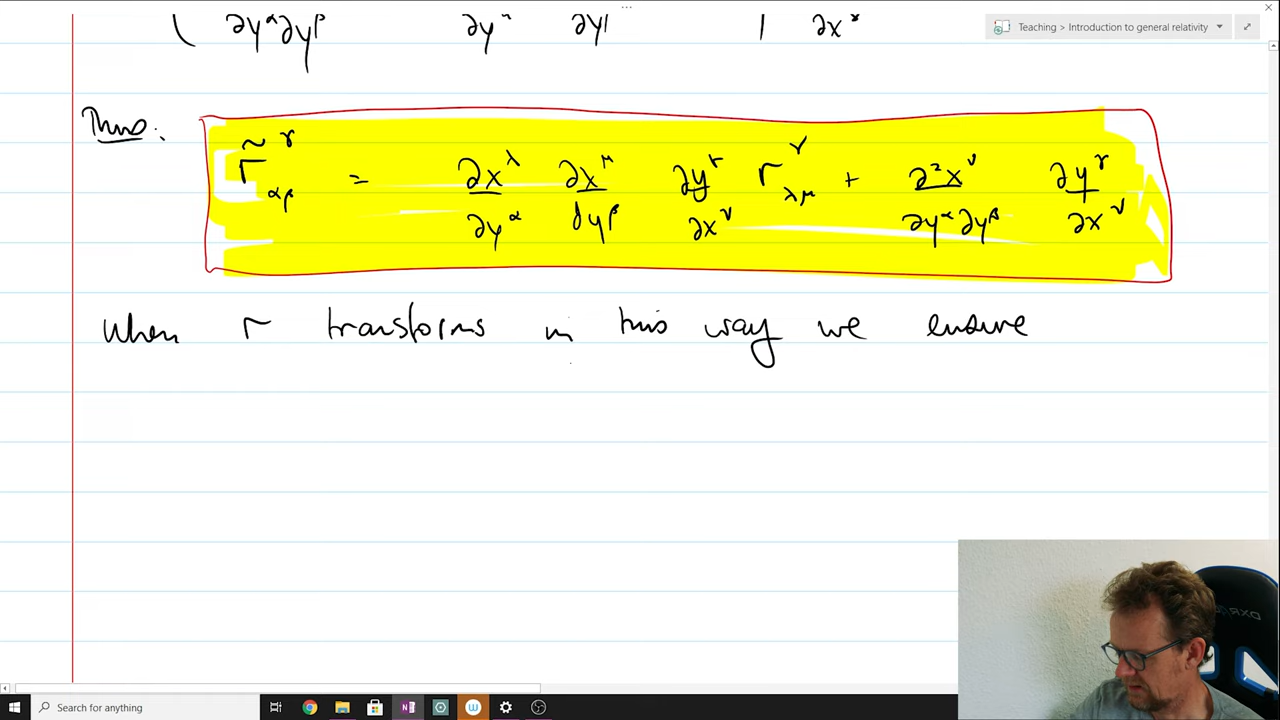 ∂y^α∂y^β ∂y^α ∂y^β ∂x^γ
Teaching > Introduction to general relativity
Thus:
Γ̃^γ_αβ = ∂x^λ/∂y^α ∂x^μ/∂y^β ∂y^γ/∂x^ν Γ^ν_λμ + ∂²x^ν/∂y^α∂y^β ∂y^γ/∂x^ν
when Γ transforms in this way we ensure
DXR
Search for anything